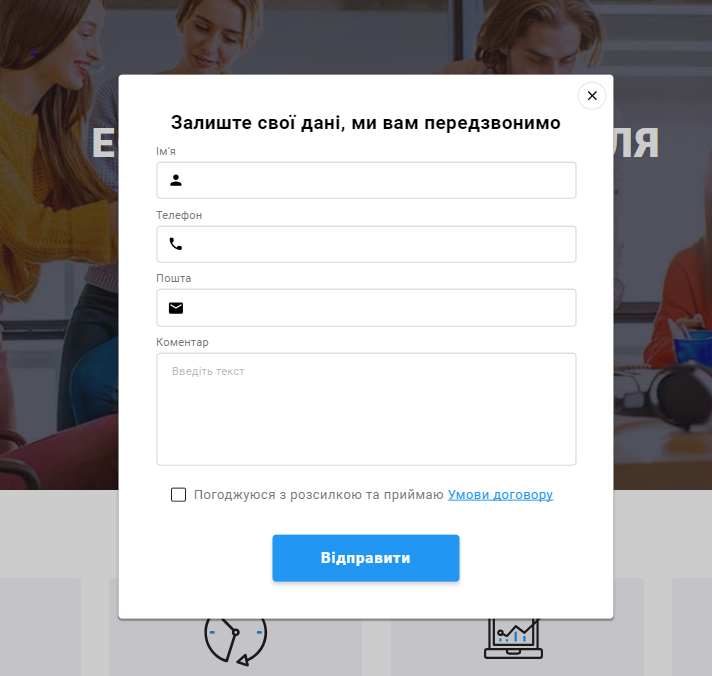 Залиште свої дані, ми вам передзвонимо
Ім'я
Телефон
Пошта
Коментар
Введіть текст
Погоджуюся з розсилкою та приймаю Умови договору
Відправити